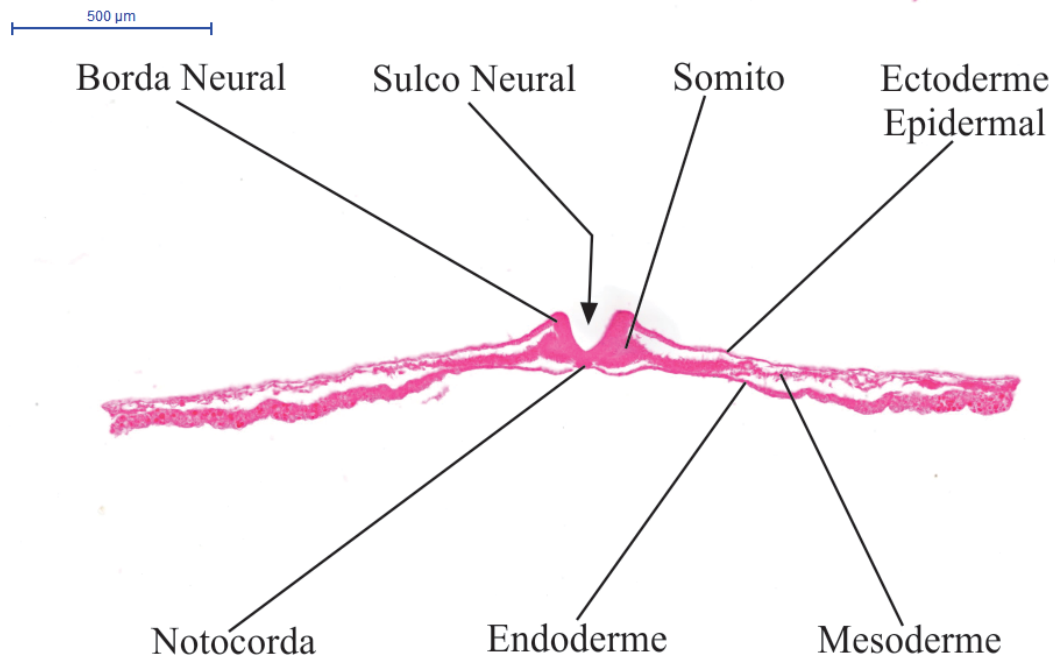 500 µm
Borda Neural
Sulco Neural
Somito
Ectoderme
Epidermal
Notocorda
Endoderme
Mesoderme